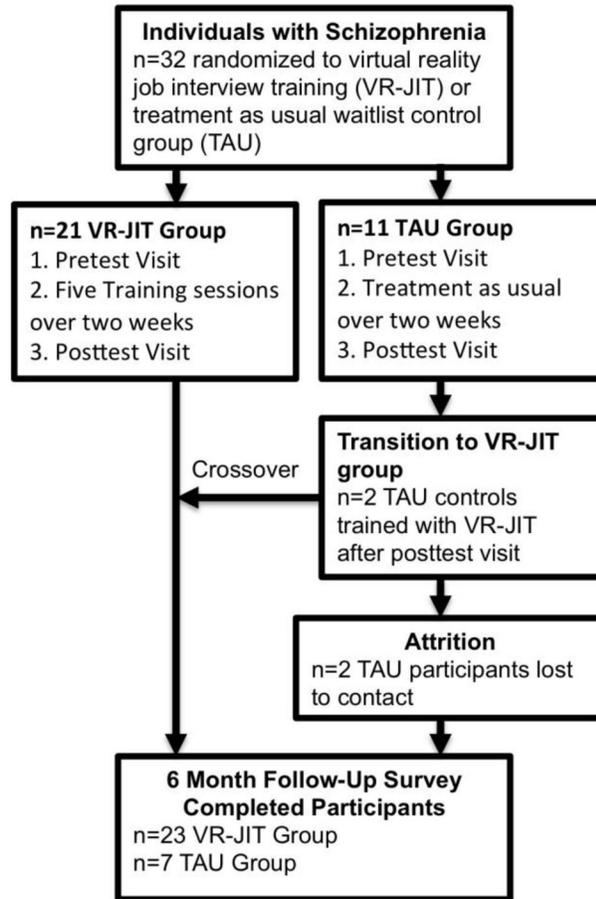 Individuals with Schizophrenia
n=32 randomized to virtual reality
job interview training (VR-JIT) or
treatment as usual waitlist control
group (TAU)
n=21 VR-JIT Group
1. Pretest Visit
2. Five Training sessions
over two weeks
3. Posttest Visit
n=11 TAU Group
1. Pretest Visit
2. Treatment as usual
over two weeks
3. Posttest Visit
Transition to VR-JIT
group
n=2 TAU controls
trained with VR-JIT
after posttest visit
Crossover
Attrition
n=2 TAU participants lost
to contact
6 Month Follow-Up Survey
Completed Participants
n=23 VR-JIT Group
n=7 TAU Group